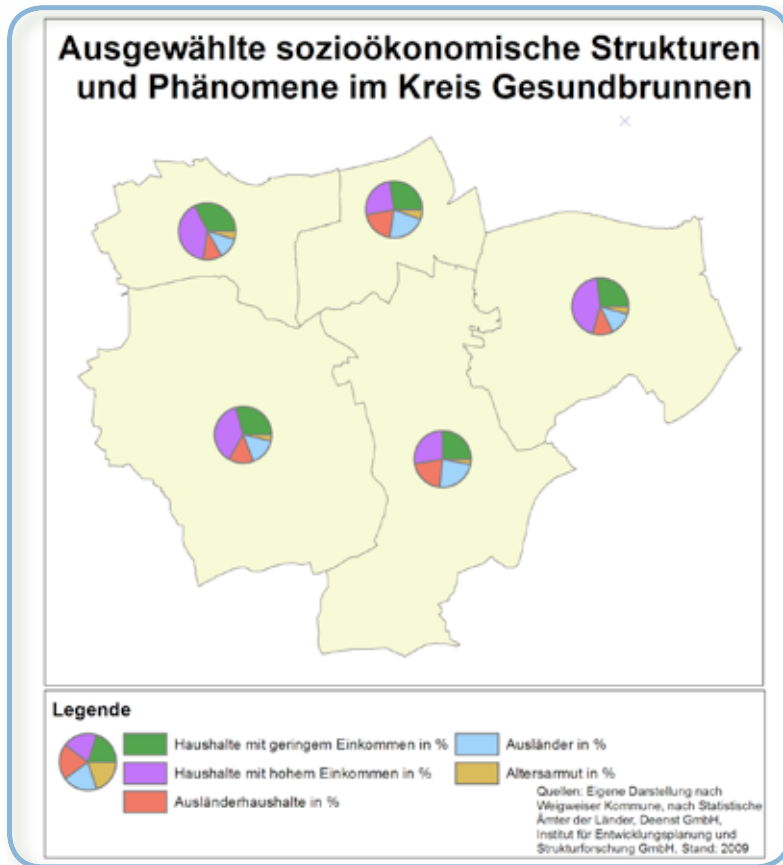 Ausgewählte sozioökonomische Strukturen
und Phänomene im Kreis Gesundbrunnen
Legende
Haushalte mit geringem Einkommen in %
Haushalte mit hohem Einkommen in %
Ausländerhaushalte in %
Ausländer in %
Altersarmut in %
Quellen: Eigene Darstellung nach
Weigweiser Kommune, nach Statistische
Ämter der Länder, Deenst GmbH,
Institut für Entwicklungsplanung und
Strukturforschung GmbH, Stand: 2009